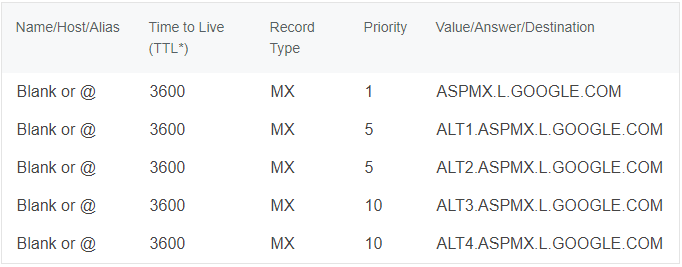 Name/Host/Alias Time to Live (TTL*) Record Type Priority Value/Answer/Destination
Blank or @ 3600 MX 1 ASPMX.L.GOOGLE.COM
Blank or @ 3600 MX 5 ALT1.ASPMX.L.GOOGLE.COM
Blank or @ 3600 MX 5 ALT2.ASPMX.L.GOOGLE.COM
Blank or @ 3600 MX 10 ALT3.ASPMX.L.GOOGLE.COM
Blank or @ 3600 MX 10 ALT4.ASPMX.L.GOOGLE.COM